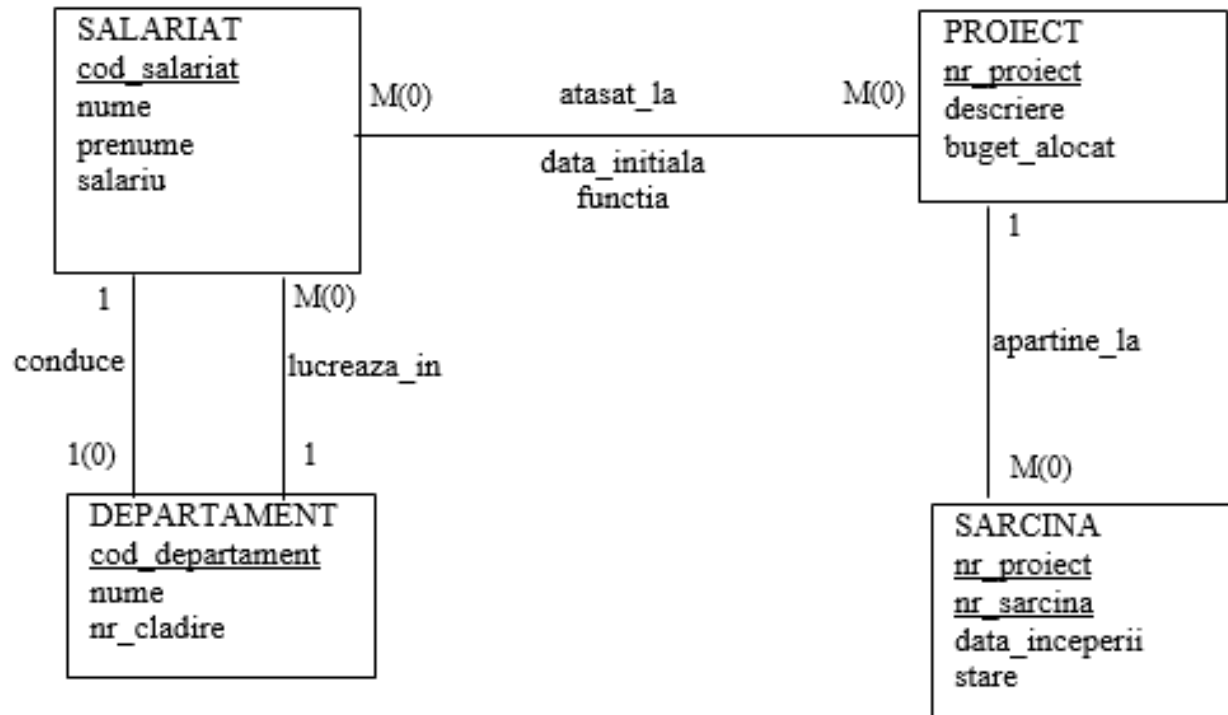 SALARIAT
cod_salariat
nume
prenume
salariu
M(0)
atasat_la
M(0)
data_initiala
functia
PROIECT
nr_proiect
descriere
buget_alocat
1
M(0)
conduce
lucreaza_in
1(0)
1
1
apartine_la
M(0)
DEPARTAMENT
cod_departament
nume
nr_cladire
SARCINA
nr_proiect
nr_sarcina
data_inceperii
stare